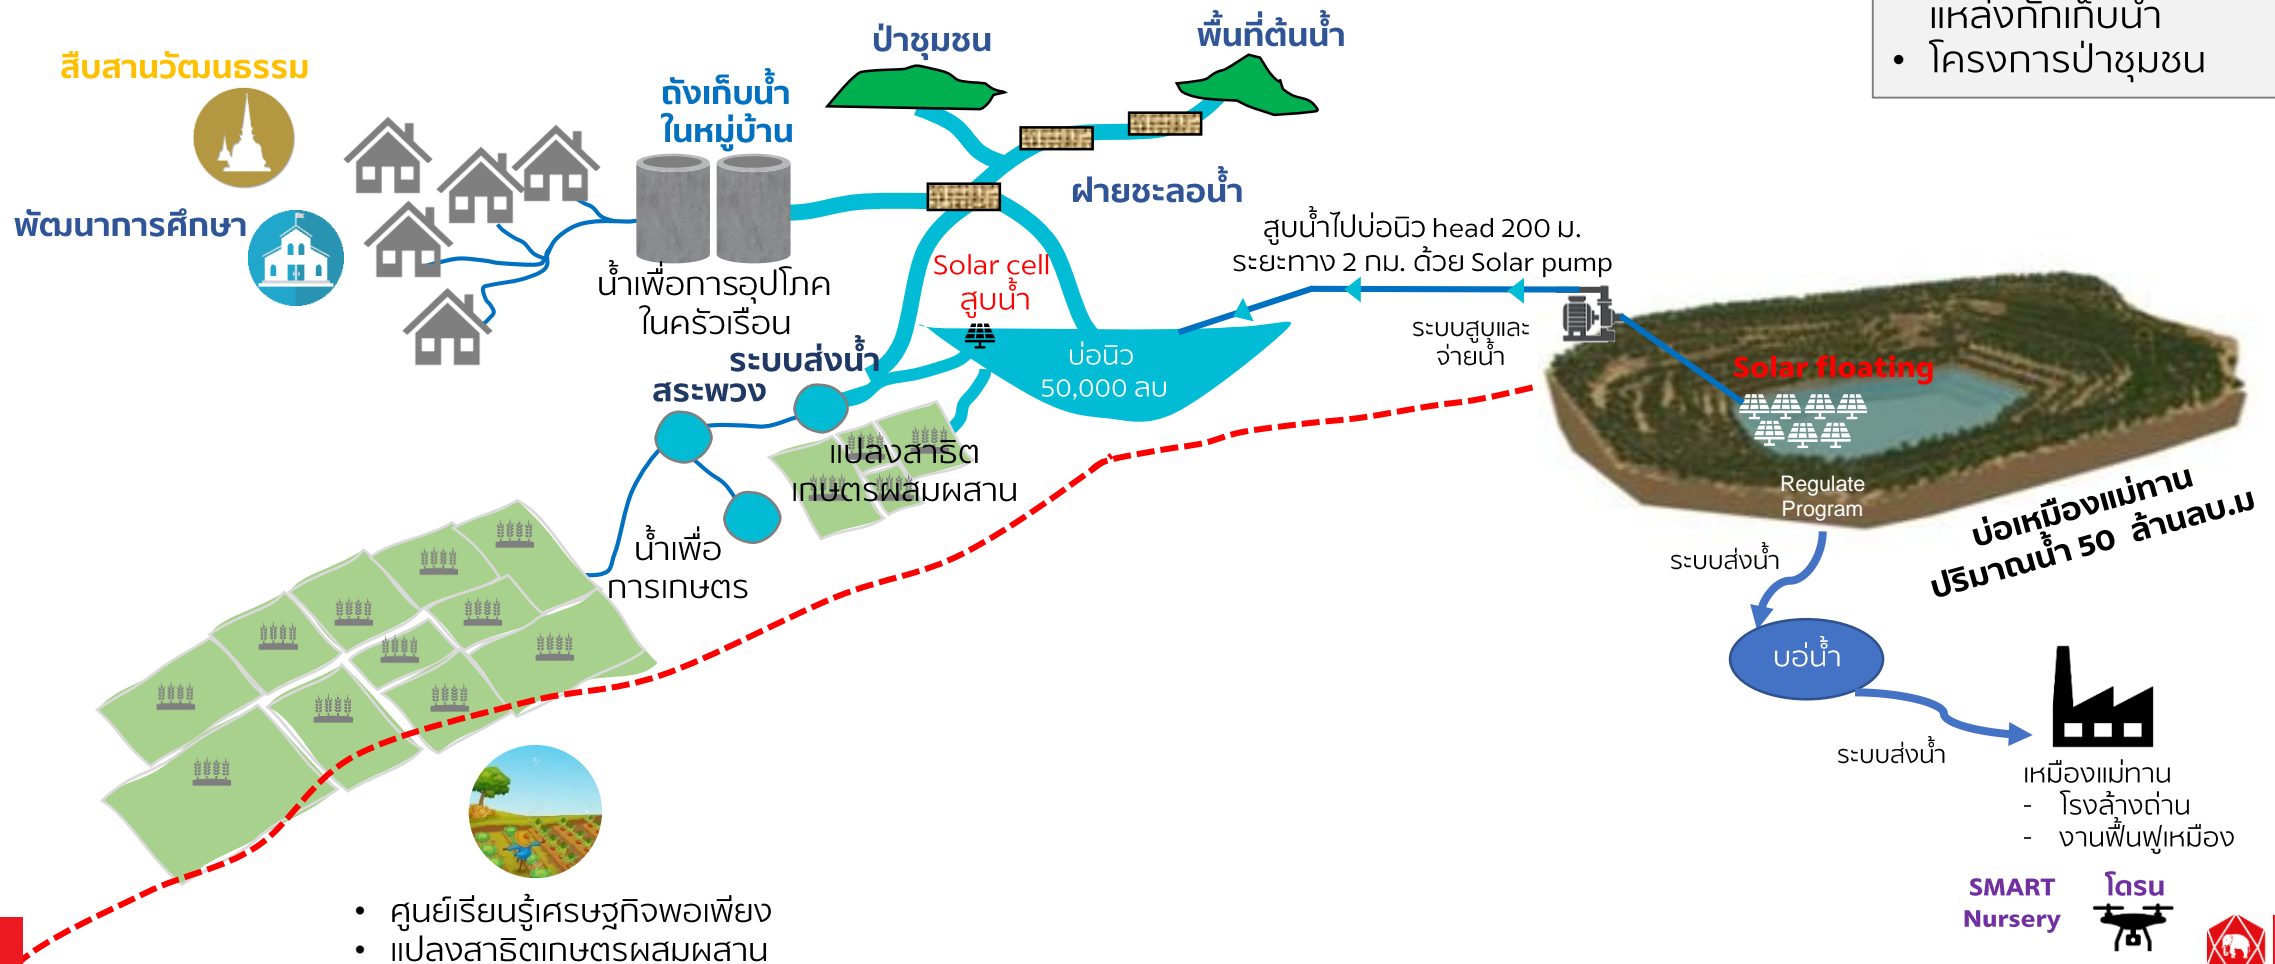 แหล่งกักเก็บน้ำ
• โครงการป่าชุมชน
ป่าชุมชน
พื้นที่ต้นน้ำ
สืบสานวัฒนธรรม
ถังเก็บน้ำ
ในหมู่บ้าน
พัฒนาการศึกษา
ฝายชะลอน้ำ
สูบน้ำไปบ่อนิว head 200 ม.
ระยะทาง 2 กม. ด้วย Solar pump
Solar cell
สูบน้ำ
น้ำเพื่อการอุปโภค
ในครัวเรือน
ระบบสูบและ
จ่ายน้ำ
ระบบส่งน้ำ
สระพวง
บ่อนิว
50,000 ลบ
Solar floating
แปลงสาธิต
เกษตรผสมผสาน
Regulate
Program
บ่อเหมืองแม่ทาน
ปริมาณน้ำ 50 ล้านลบ.ม
น้ำเพื่อ
การเกษตร
ระบบส่งน้ำ
บอ่น้ำ
ระบบส่งน้ำ
เหมืองแม่ทาน
- โรงล้างถ่าน
- งานฟื้นฟูเหมือง
SMART
Nursery
โดรน
• ศูนย์เรียนรู้เศรษฐกิจพอเพียง
• แปลงสาธิตเกษตรผสมผสาน